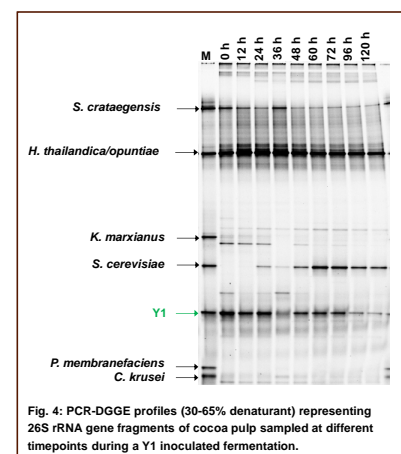 M
0 h
12 h
24 h
36 h
48 h
60 h
72 h
96 h
120 h
S. crataegensis
H. thailandica/opuntiae
K. marxianus
S. cerevisiae
Y1
P. membranefaciens
C. krusei
Fig. 4: PCR-DGGE profiles (30-65% denaturant) representing
26S rRNA gene fragments of cocoa pulp sampled at different
timepoints during a Y1 inoculated fermentation.